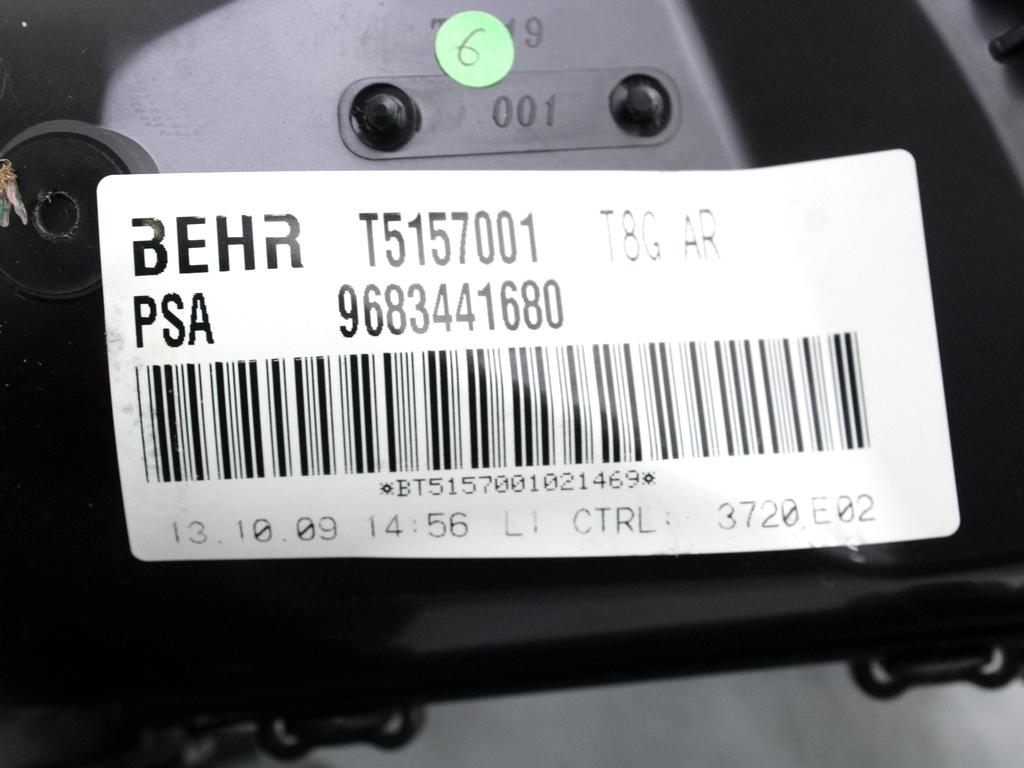 6
001
BEHR T5157001 T8G AR
PSA 9683441680
*BT5157001021469*
13.10.09 14:56 L1 CTRL: 3720 E02